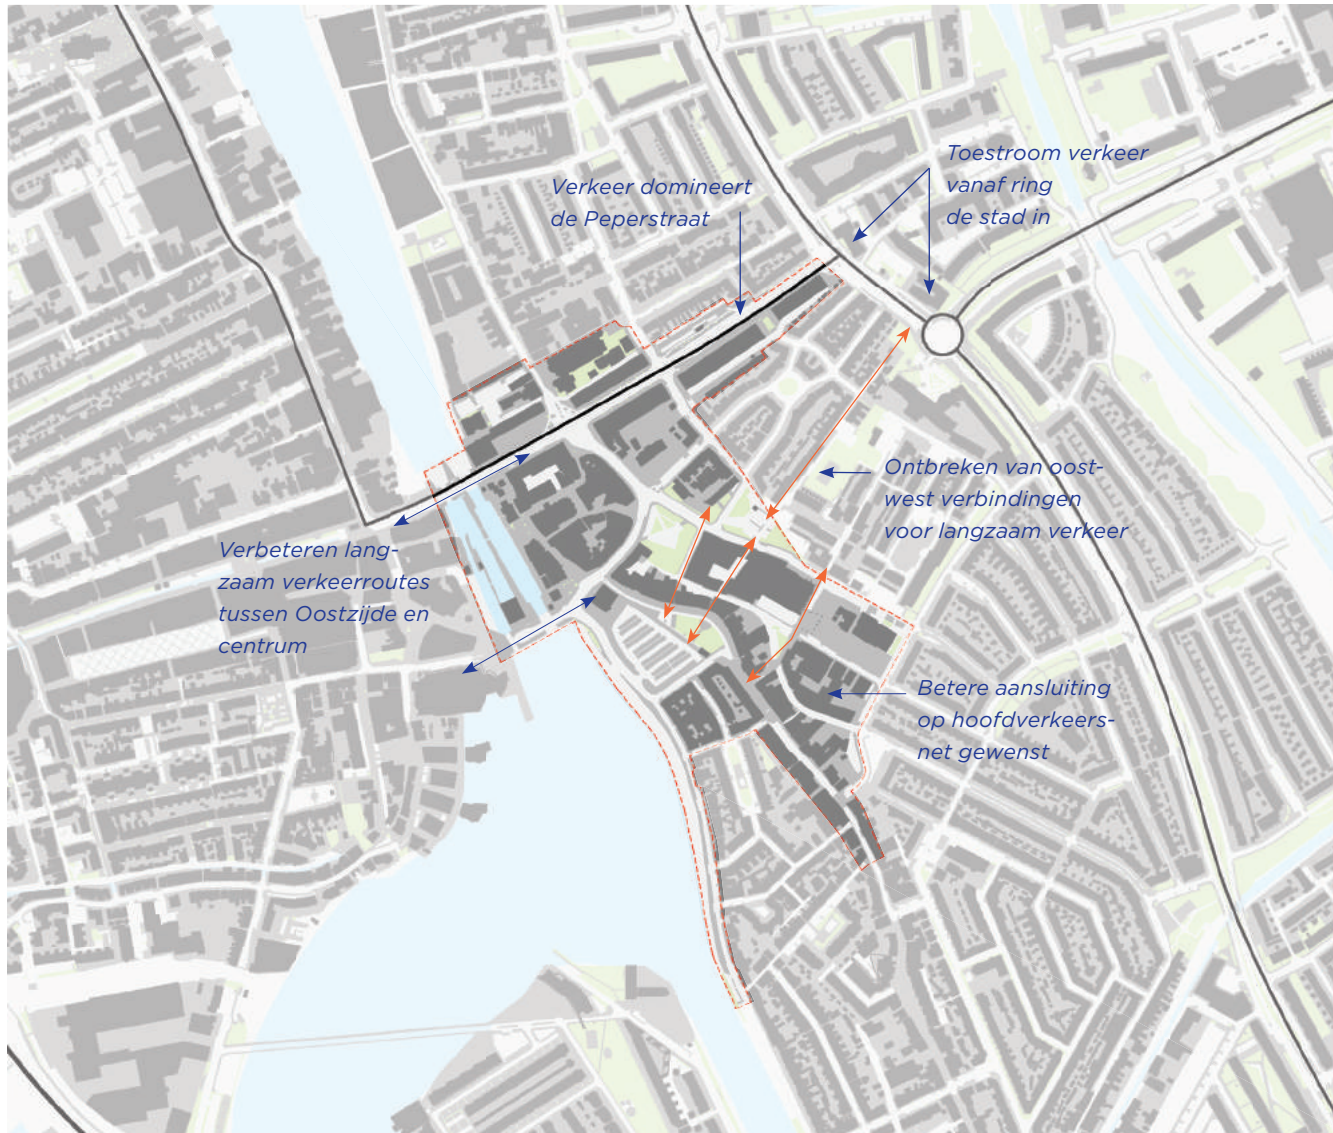 Toestroom verkeer
vanaf ring
de stad in
Verkeer domineert
de Peperstraat
Ontbreken van oost-
west verbindingen
voor langzaam verkeer
Verbeteren lang-
zaam verkeerroutes
tussen Oostzijde en
centrum
Betere aansluiting
op hoofdverkeers-
net gewenst